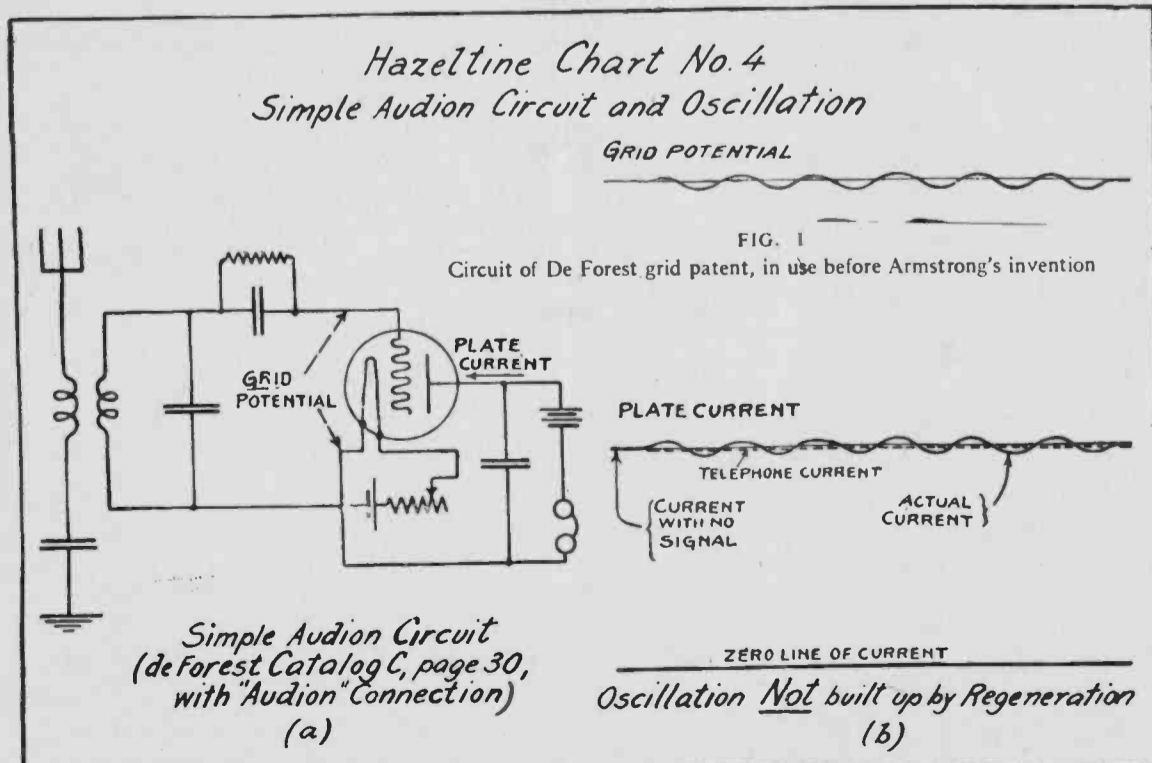 Hazeltine Chart No. 4
Simple Audion Circuit and Oscillation
GRID POTENTIAL
FIG. 1
Circuit of De Forest grid patent, in use before Armstrong's invention
GRID
POTENTIAL
PLATE
CURRENT
PLATE CURRENT
TELEPHONE CURRENT
CURRENT
WITH NO
SIGNAL
ACTUAL
CURRENT
ZERO LINE OF CURRENT
Simple Audion Circuit
(de Forest Catalog C, page 30,
with "Audion" Connection)
(a)
Oscillation Not built up by Regeneration
(b)